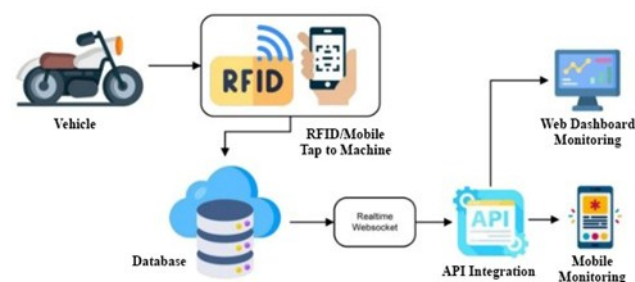 RFID
Vehicle
RFID/Mobile
Tap to Machine
Web Dashboard
Monitoring
Realtime
Websocket
API
Database
API Integration
Mobile
Monitoring